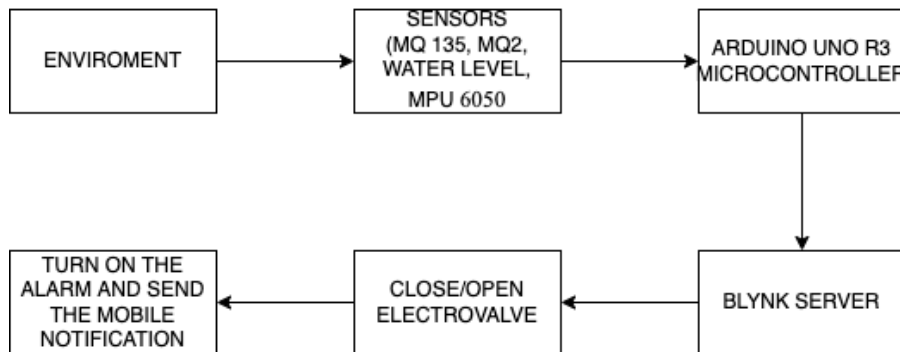 ENVIROMENT
SENSORS
(MQ 135, MQ2,
WATER LEVEL,
MPU 6050
ARDUINO UNO R3
MICROCONTROLLER
TURN ON THE
ALARM AND SEND
THE MOBILE
NOTIFICATION
CLOSE/OPEN
ELECTROVALVE
BLYNK SERVER